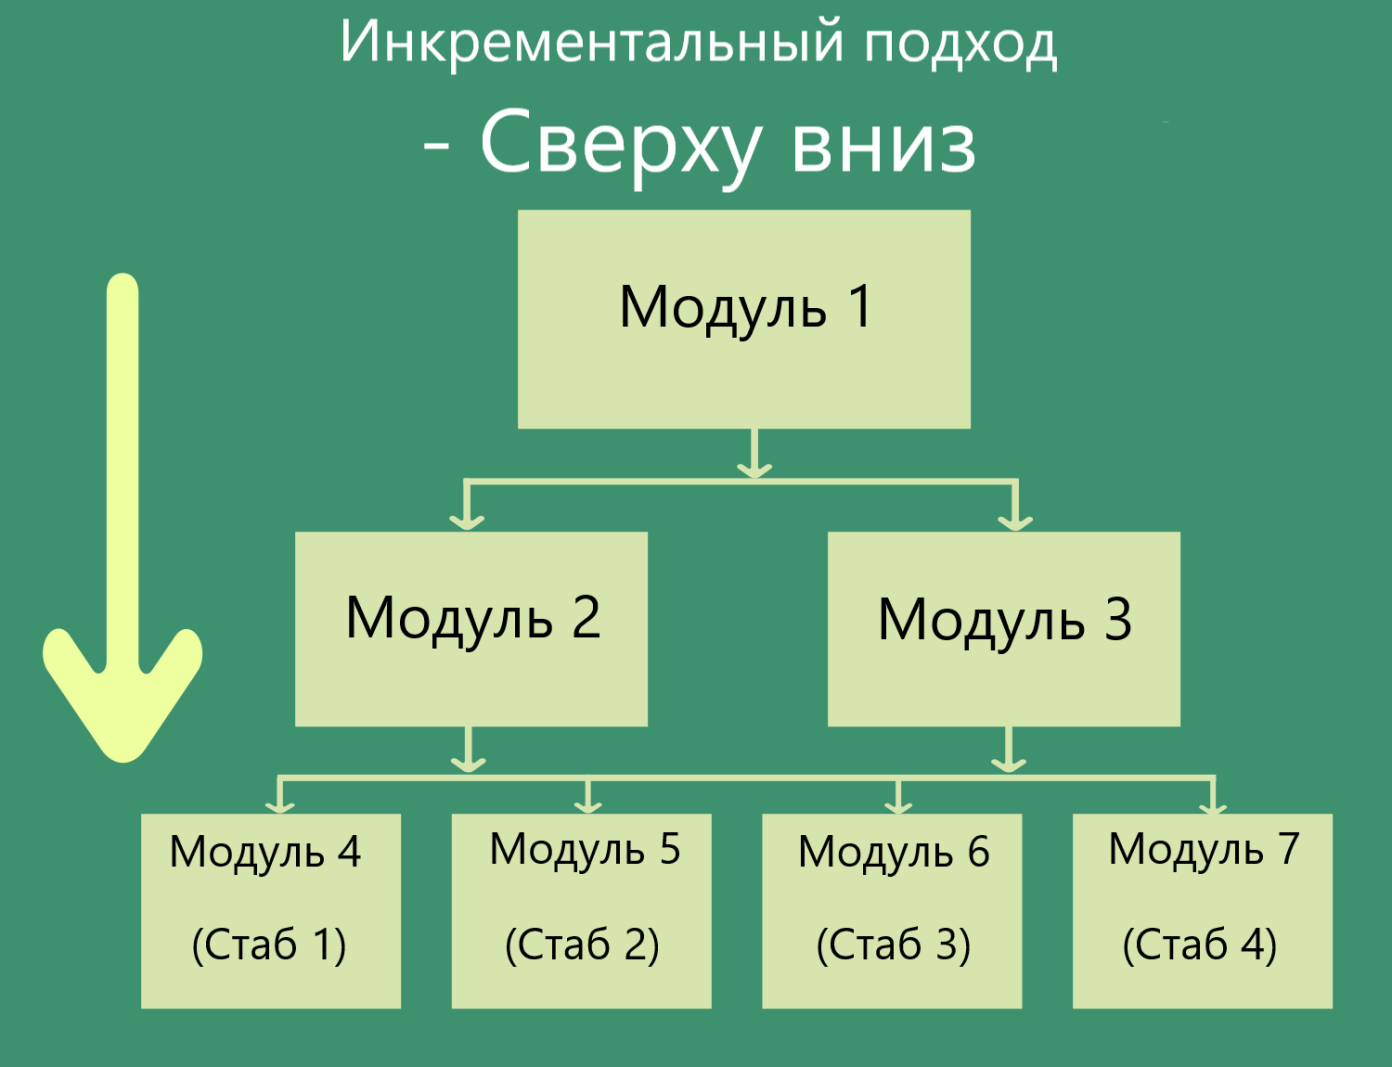 Инкрементальный подход
- Сверху вниз
Модуль 1
Модуль 2
Модуль 3
Модуль 4
(Стаб 1)
Модуль 5
(Стаб 2)
Модуль 6
(Стаб 3)
Модуль 7
(Стаб 4)